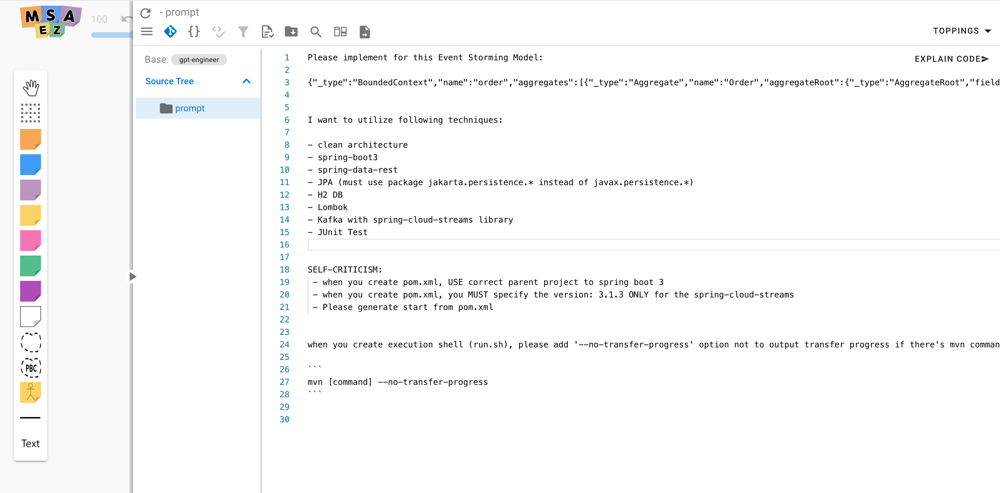 MSA
EZ
100
- prompt
TOPPINGS
Base: gpt-engineer
Source Tree
prompt
EXPLAIN CODE
1 Please implement for this Event Storming Model:
2
3 {"_type":"BoundedContext","name":"order","aggregates":[{"_type":"Aggregate","name":"Order","aggregateRoot":{"_type":"AggregateRoot","field
4
5
6 I want to utilize following techniques:
7
8 - clean architecture
9 - spring-boot3
10 - spring-data-rest
11 - JPA (must use package jakarta.persistence.* instead of javax.persistence.*)
12 - H2 DB
13 - Lombok
14 - Kafka with spring-cloud-streams library
15 - JUnit Test
16
17
18 SELF-CRITICISM:
19 - when you create pom.xml, USE correct parent project to spring boot 3
20 - when you create pom.xml, you MUST specify the version: 3.1.3 ONLY for the spring-cloud-streams
21 - Please generate start from pom.xml
22
23
24 when you create execution shell (run.sh), please add '--no-transfer-progress' option not to output transfer progress if there's mvn comman
25
26 ```
27 mvn [command] --no-transfer-progress
28 ```
29
30
PBC
Text